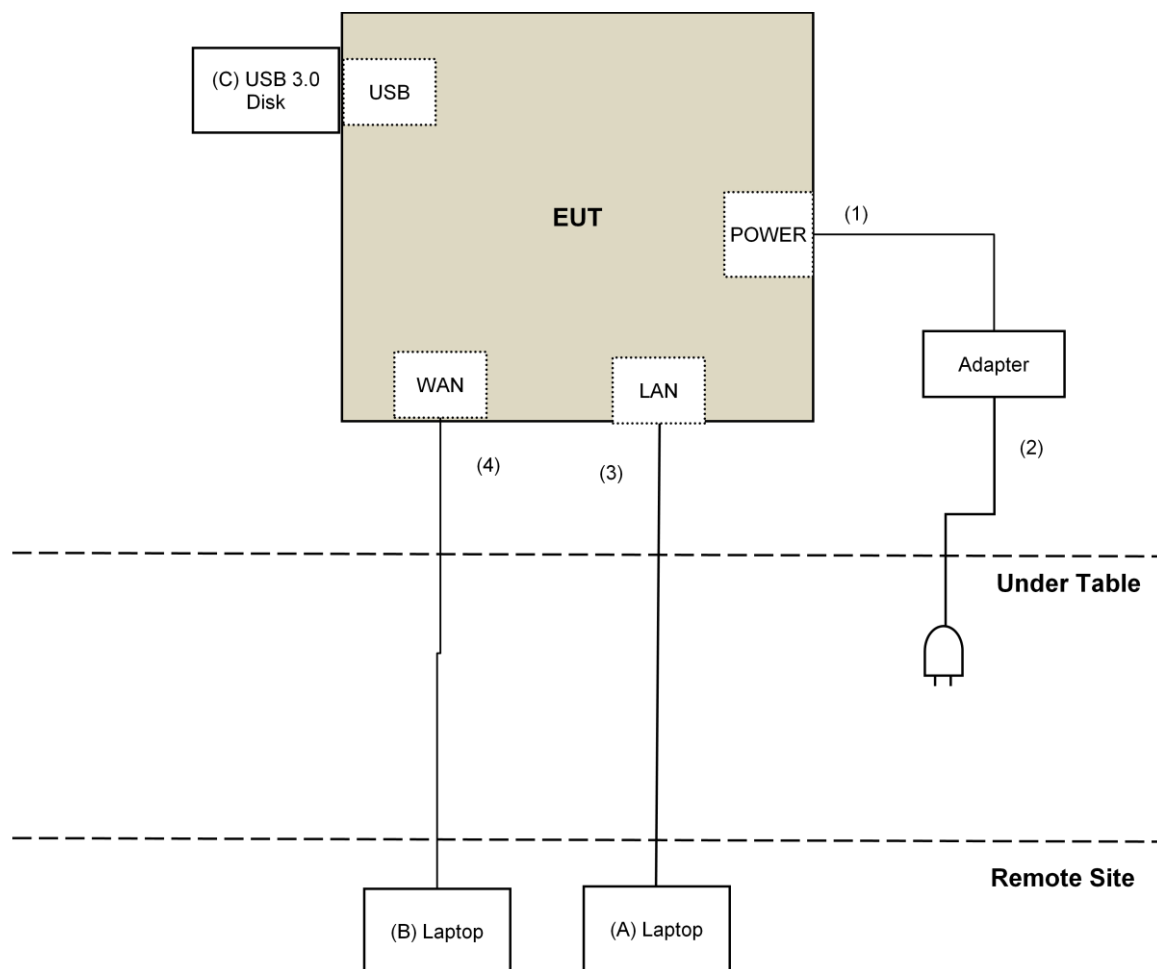 (C) USB 3.0
Disk
USB
EUT
POWER
(1)
Adapter
WAN
LAN
(4)
(3)
(2)
Under Table
Remote Site
(B) Laptop
(A) Laptop